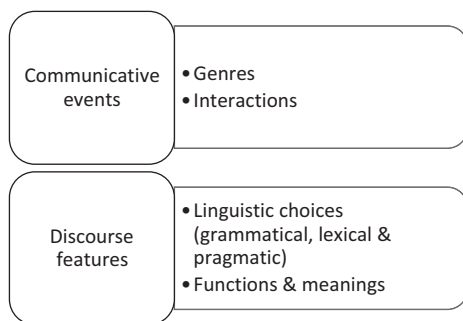 Communicative
events
• Genres
• Interactions
Discourse
features
• Linguistic choices
(grammatical, lexical &
pragmatic)
• Functions & meanings